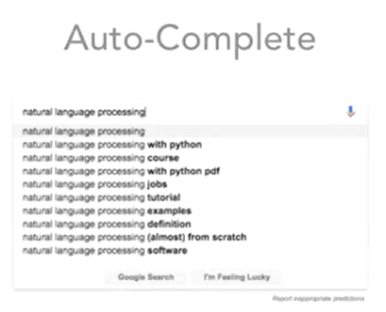 Auto-Complete
natural language processing
natural language processing
natural language processing with python
natural language processing course
natural language processing with python pdf
natural language processing jobs
natural language processing tutorial
natural language processing examples
natural language processing definition
natural language processing (almost) from scratch
natural language processing software
Google Search I'm Feeling Lucky
Report inappropriate predictions